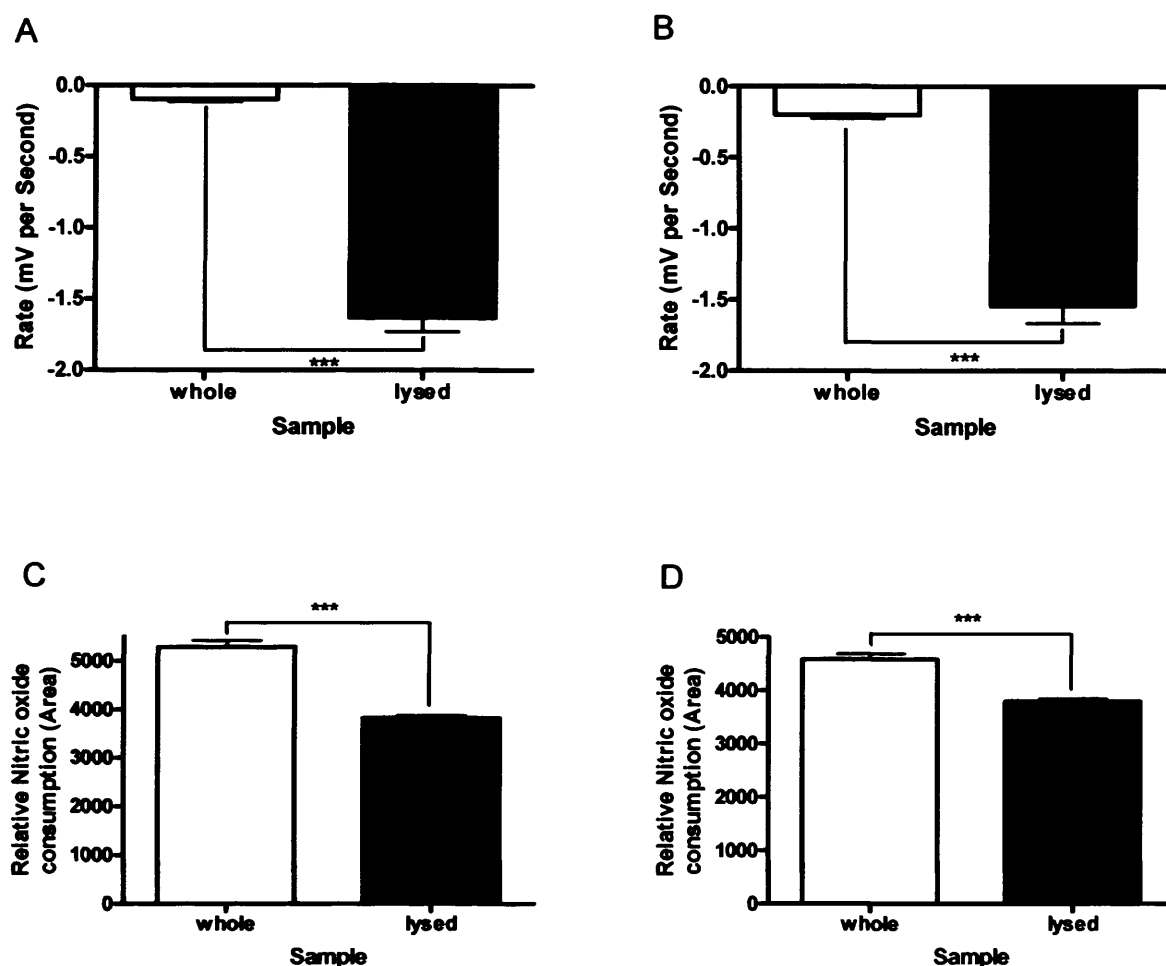 A
0.0
-0.5
-1.0
-1.5
-2.0
Rate (mV per Second)
***
whole lysed
Sample
B
0.0
-0.5
-1.0
-1.5
-2.0
Rate (mV per Second)
***
whole lysed
Sample
C
5000
4000
3000
2000
1000
0
Relative Nitric oxide
consumption (Area)
***
whole lysed
Sample
D
5000
4000
3000
2000
1000
0
Relative Nitric oxide
consumption (Area)
***
whole lysed
Sample